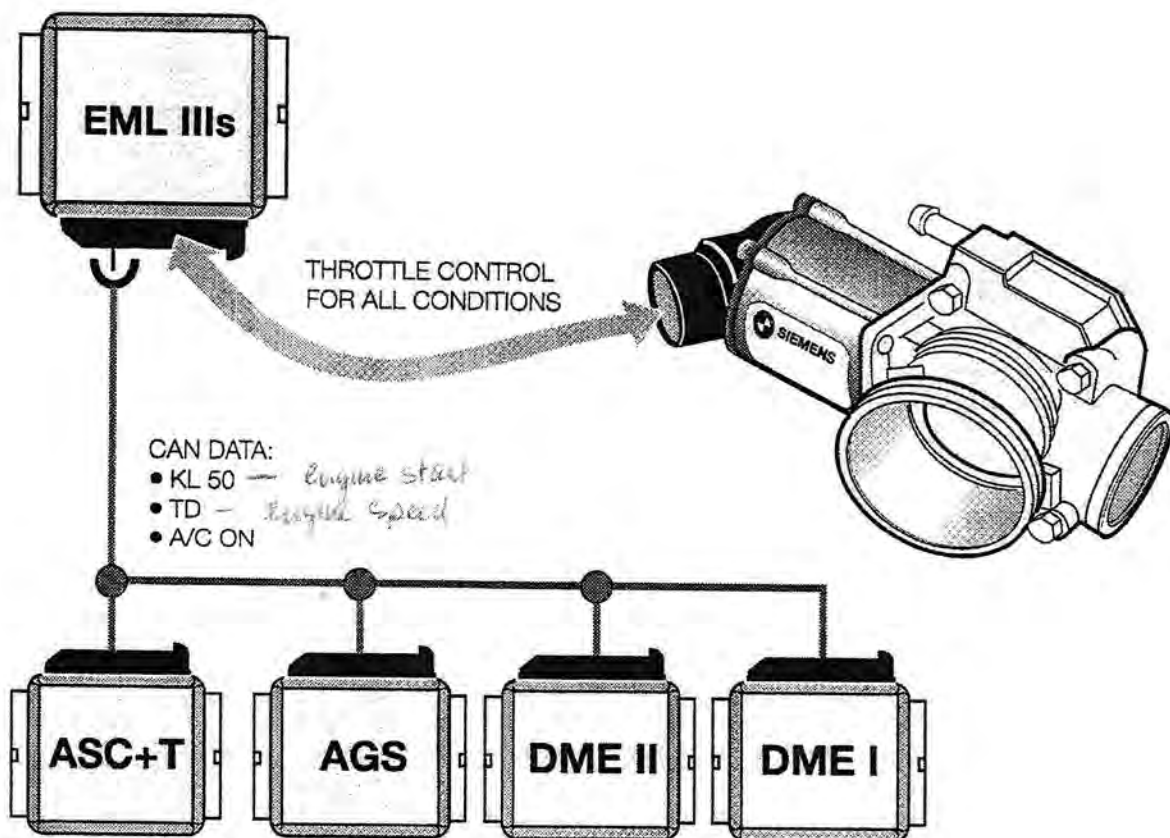 EML IIIs
THROTTLE CONTROL
FOR ALL CONDITIONS
SIEMENS
CAN DATA:
• KL 50 — Engine start
• TD — Engine Speed
• A/C ON
ASC+T
AGS
DME II
DME I